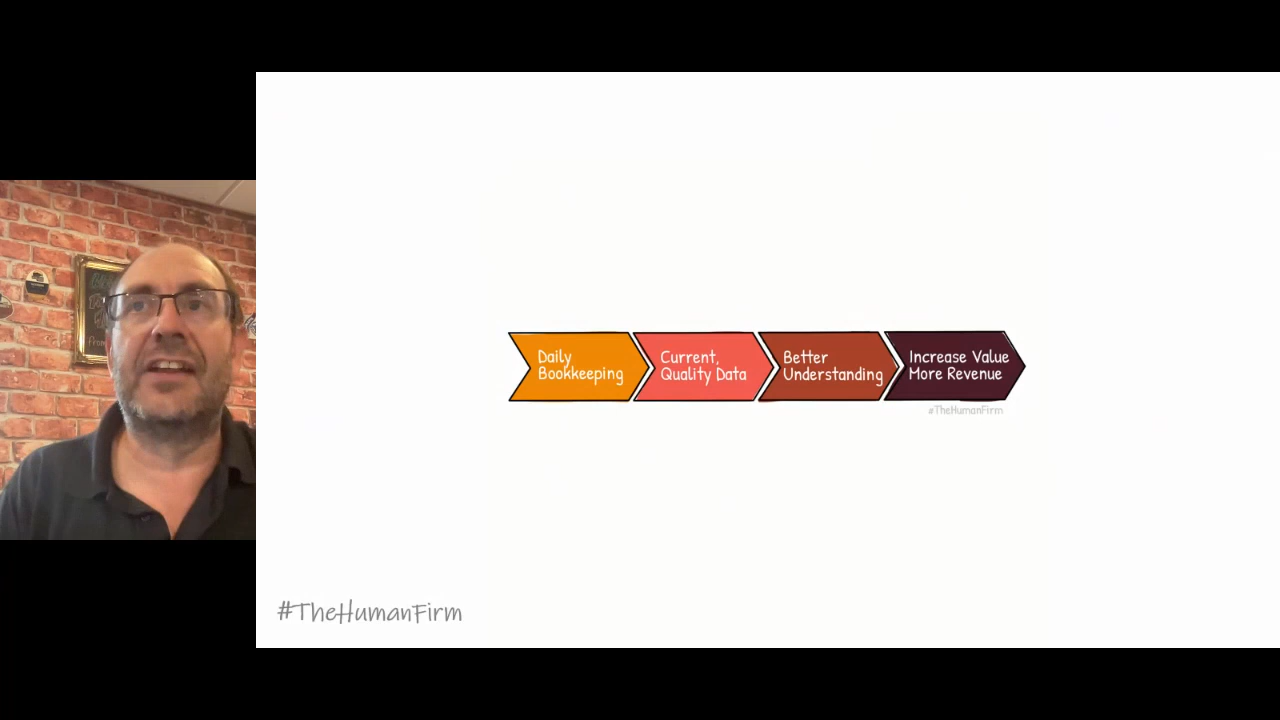 Daily
Bookkeeping
Current,
Quality Data
Better
Understanding
Increase Value
More Revenue
#TheHumanFirm
#TheHumanFirm